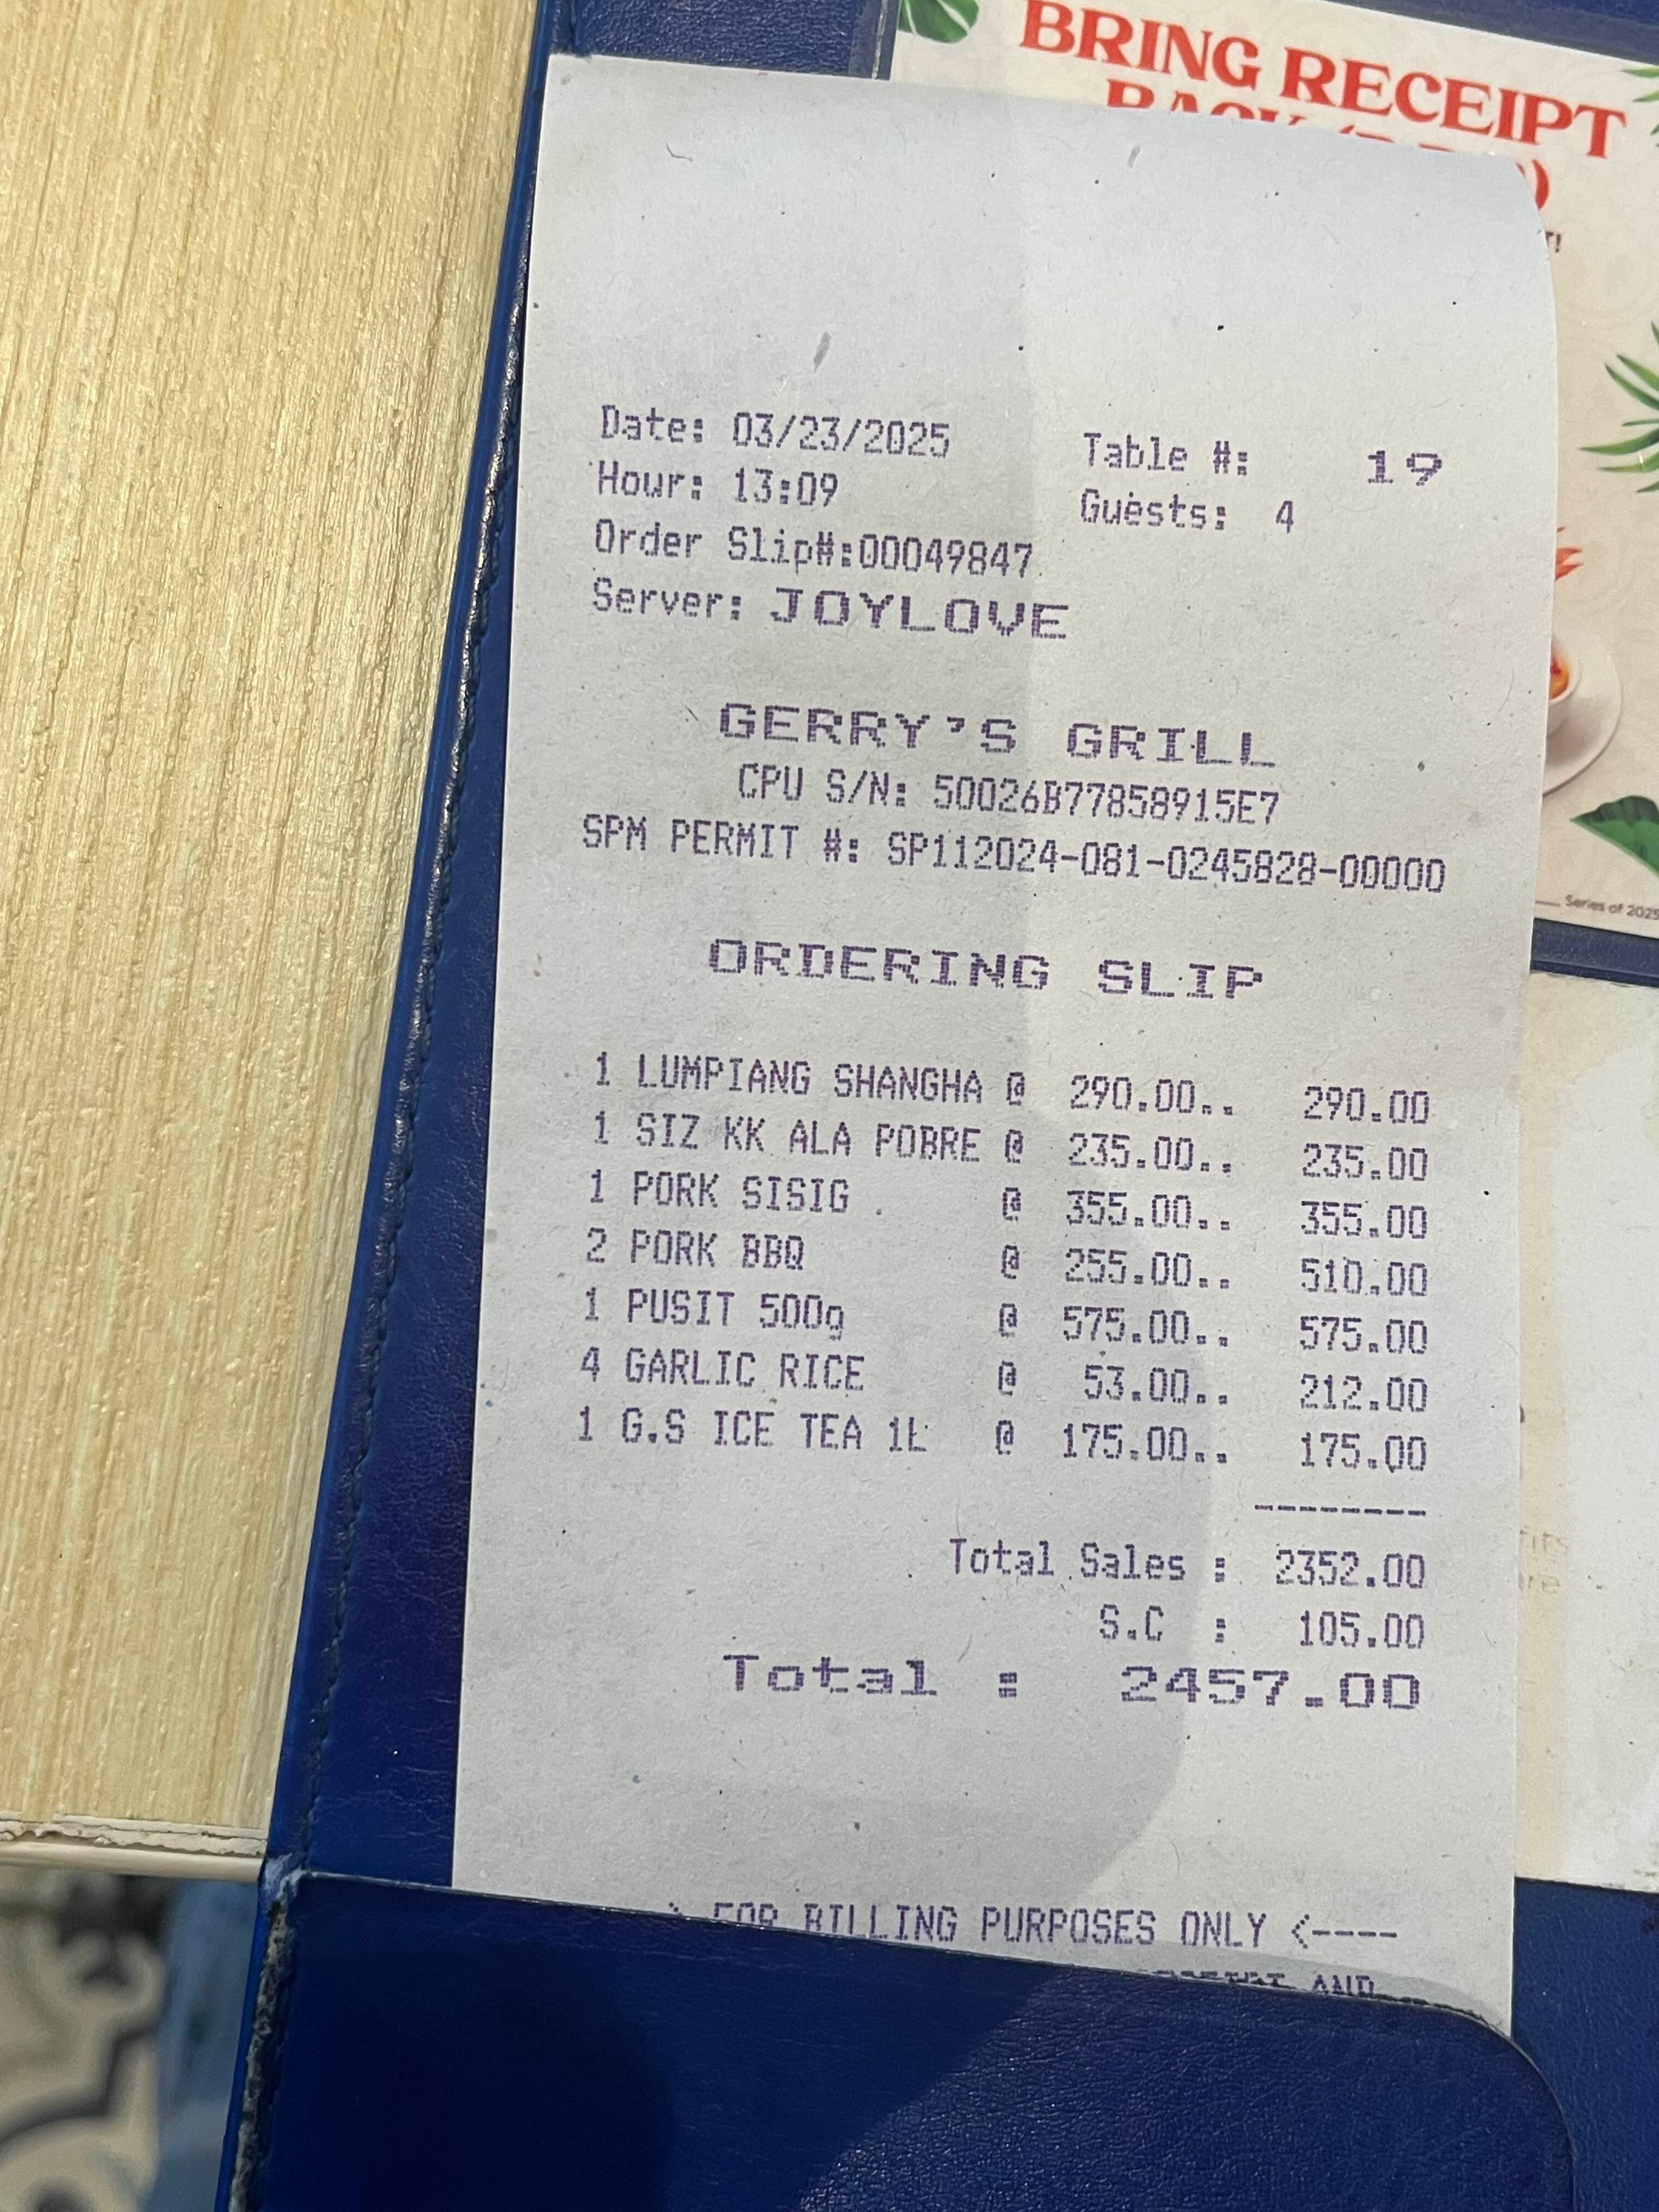 BRING RECEIPT
Date: 03/23/2025 Table #: 19
Hour: 13:09 Guests: 4
Order Slip#:00049847
Server: JOYLOVE
GERRY'S GRILL
CPU S/N: 50026B77858915E7
SPM PERMIT #: SP112024-081-0245828-00000
Series of 2025
ORDERING SLIP
1 LUMPIANG SHANGHA @ 290.00.. 290.00
1 SIZ KK ALA POBRE @ 235.00.. 235.00
1 PORK SISIG @ 355.00.. 355.00
2 PORK BBQ @ 255.00.. 510.00
1 PUSIT 500g @ 575.00.. 575.00
4 GARLIC RICE @ 53.00.. 212.00
1 G.S ICE TEA 1L @ 175.00.. 175.00
--------
Total Sales : 2352.00
S.C : 105.00
Total : 2457.00
FOR BILLING PURPOSES ONLY <----
AND